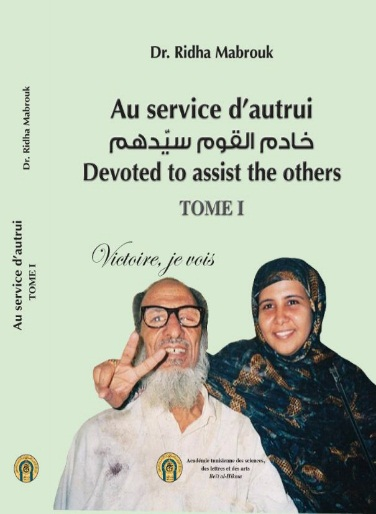 Dr. Ridha Mabrouk
Au service d'autrui
خادم القوم سيّدهم
Devoted to assist the others
TOME I
Victoire, je vois
Académie tunisienne des sciences,
des lettres et des arts
Beït al-Hikma
Dr. Ridha Mabrouk
Au service d'autrui
TOME I